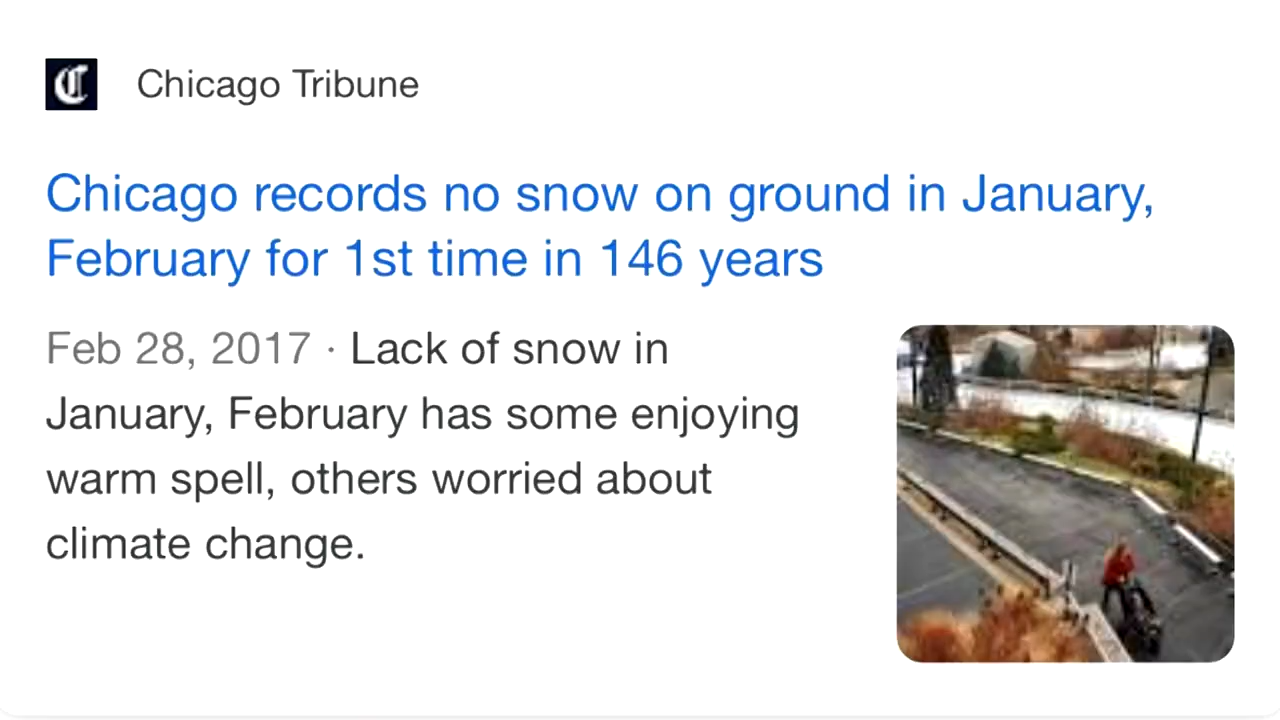 Chicago Tribune
Chicago records no snow on ground in January,
February for 1st time in 146 years
Feb 28, 2017 · Lack of snow in
January, February has some enjoying
warm spell, others worried about
climate change.